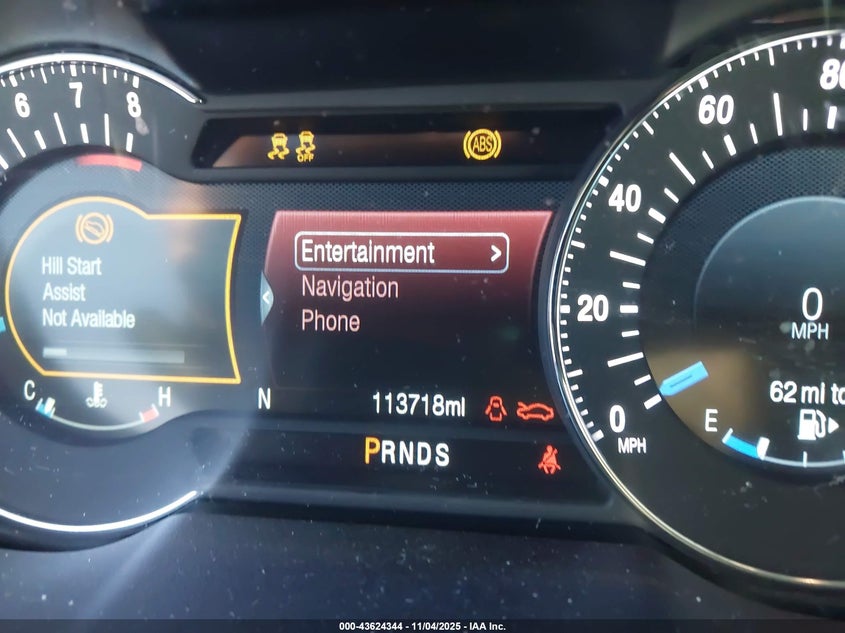 6 7 8
OFF
ABS
60
80
40
20
0
MPH
Hill Start
Assist
Not Available
Entertainment >
Navigation
Phone
0
MPH
C H
N
113718mi
62 mi to
E
PRNDS
000-43624344 - 11/04/2025 - IAA Inc.